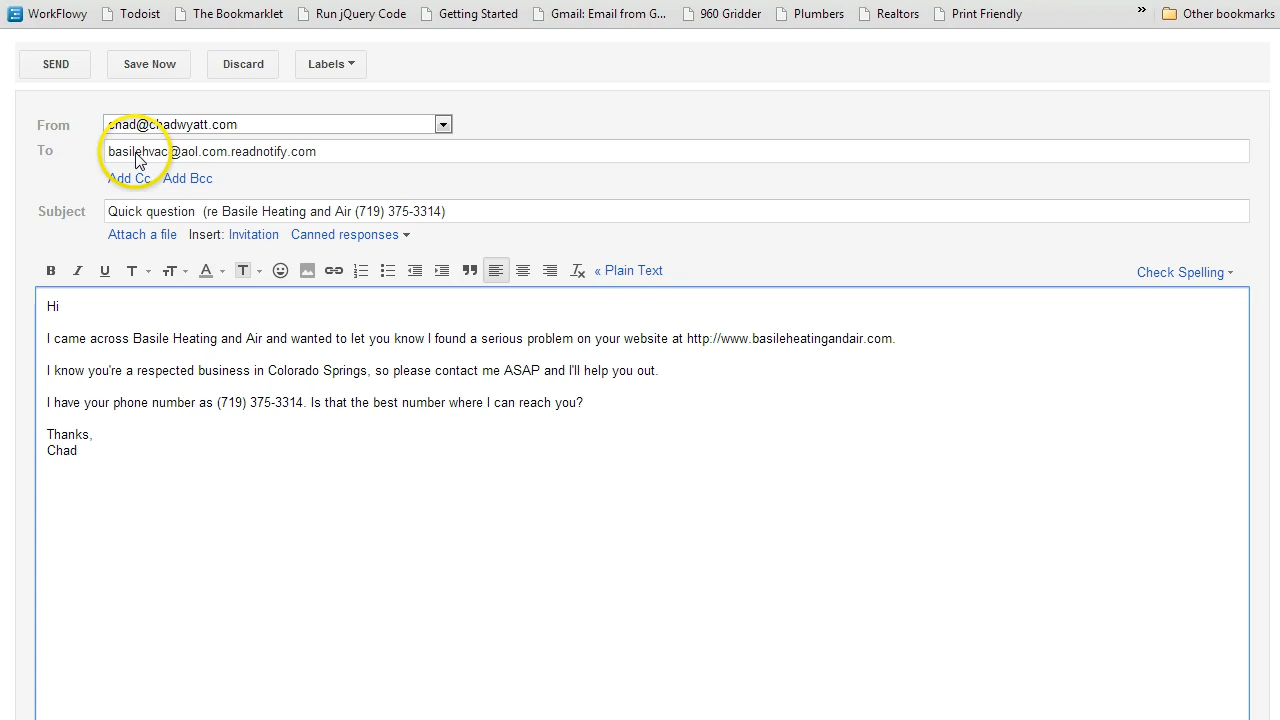 WorkFlowy Todoist The Bookmarklet Run jQuery Code Getting Started Gmail: Email from G... 960 Gridder Plumbers Realtors Print Friendly » Other bookmarks
SEND Save Now Discard Labels
From chad@chadwyatt.com
To basilehvac@aol.com.readnotify.com
Add Cc Add Bcc
Subject Quick question (re Basile Heating and Air (719) 375-3314)
Attach a file Insert: Invitation Canned responses
B I U T тT A T « Plain Text Check Spelling
Hi
I came across Basile Heating and Air and wanted to let you know I found a serious problem on your website at http://www.basileheatingandair.com.
I know you're a respected business in Colorado Springs, so please contact me ASAP and I'll help you out.
I have your phone number as (719) 375-3314. Is that the best number where I can reach you?
Thanks,
Chad